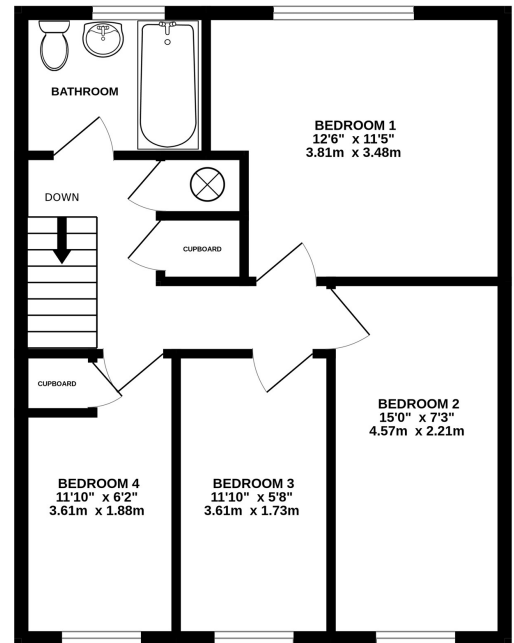 BATHROOM
BEDROOM 1
12'6" x 11'5"
3.81m x 3.48m
DOWN
CUPBOARD
CUPBOARD
BEDROOM 2
15'0" x 7'3"
4.57m x 2.21m
BEDROOM 4
11'10" x 6'2"
3.61m x 1.88m
BEDROOM 3
11'10" x 5'8"
3.61m x 1.73m